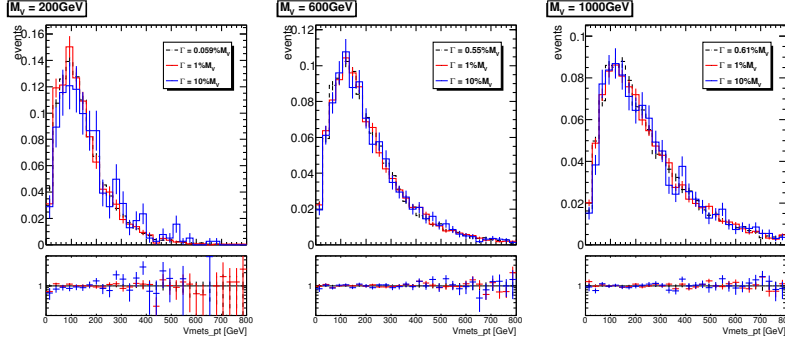 M_V = 200GeV
events
0.16
0.14
0.12
0.1
0.08
0.06
0.04
0.02
0
Γ = 0.059%M_V
Γ = 1%M_V
Γ = 10%M_V
1
0 100 200 300 400 500 600 700 800
Vmets_pt [GeV]
M_V = 600GeV
events
0.12
0.1
0.08
0.06
0.04
0.02
0
Γ = 0.55%M_V
Γ = 1%M_V
Γ = 10%M_V
1
0 100 200 300 400 500 600 700 800
Vmets_pt [GeV]
M_V = 1000GeV
events
0.1
0.08
0.06
0.04
0.02
0
Γ = 0.61%M_V
Γ = 1%M_V
Γ = 10%M_V
1
0 100 200 300 400 500 600 700 800
Vmets_pt [GeV]